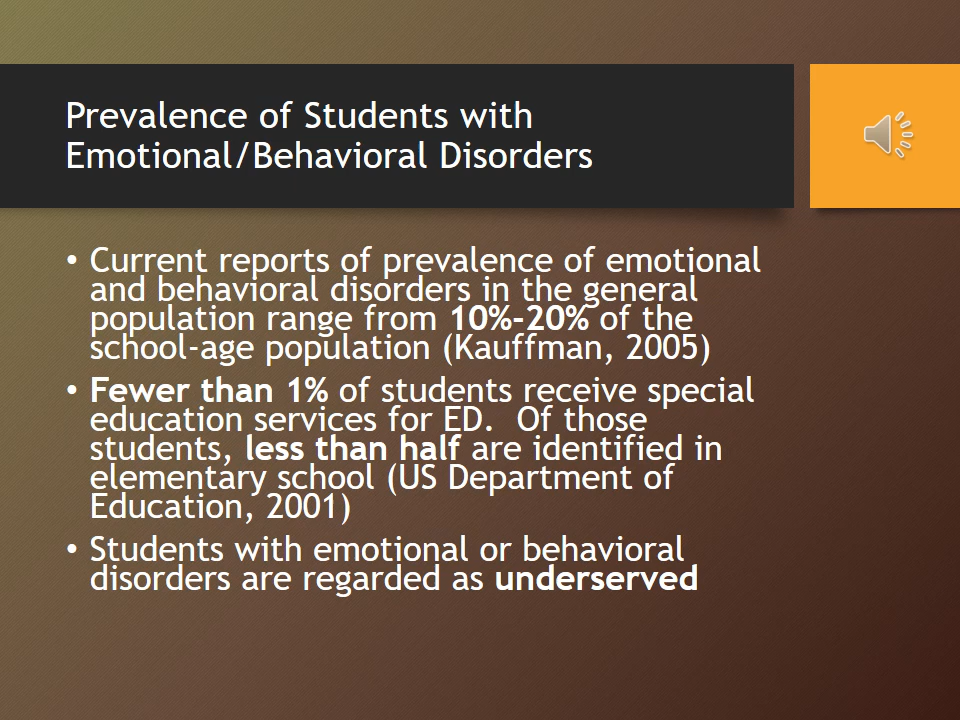 Prevalence of Students with
Emotional/Behavioral Disorders
• Current reports of prevalence of emotional
and behavioral disorders in the general
population range from 10%-20% of the
school-age population (Kauffman, 2005)
• Fewer than 1% of students receive special
education services for ED.  Of those
students, less than half are identified in
elementary school (US Department of
Education, 2001)
• Students with emotional or behavioral
disorders are regarded as underserved